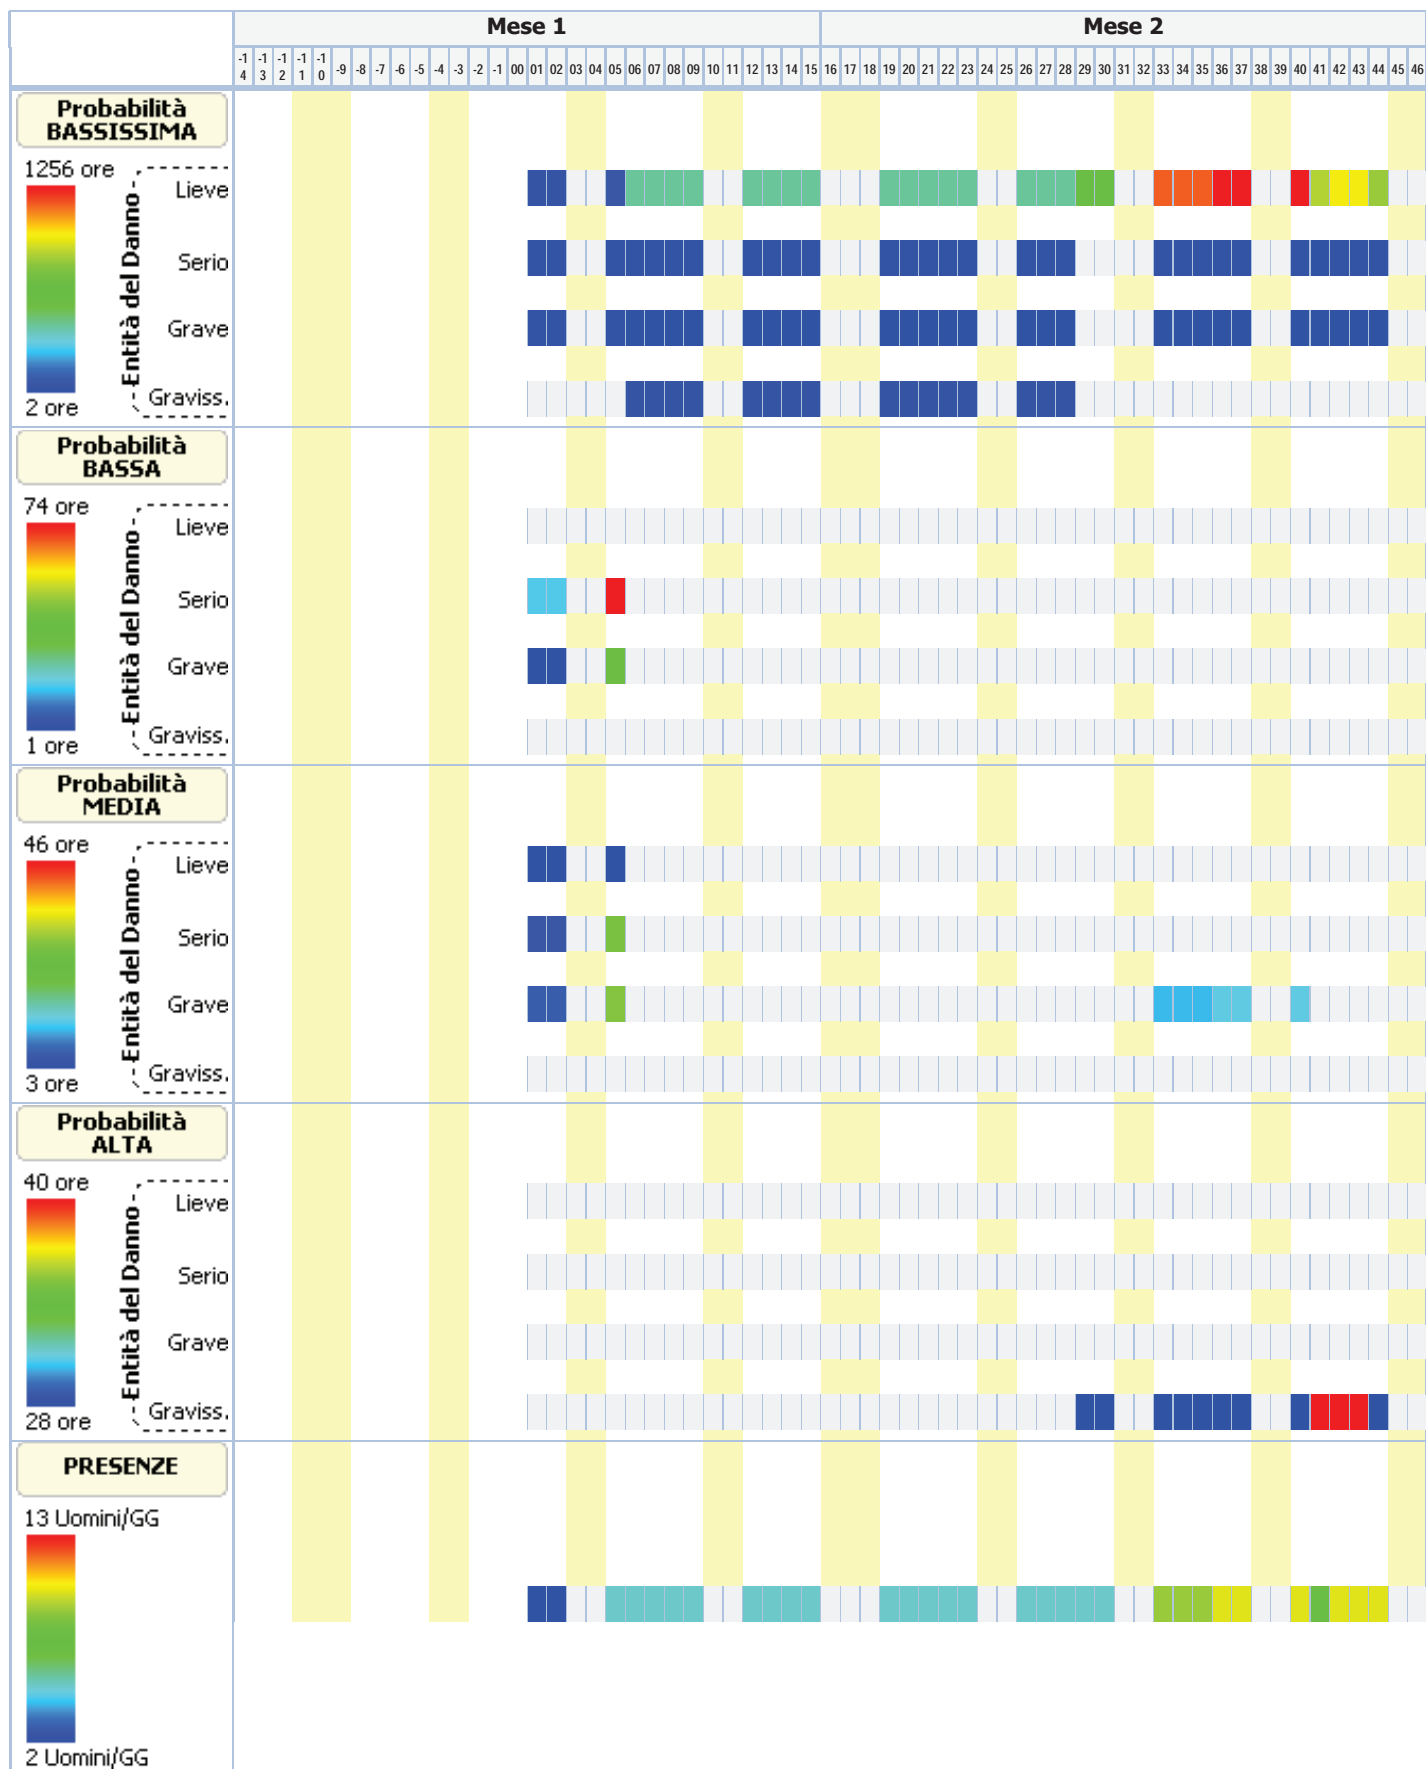 Mese 1 Mese 2
-14 -13 -12 -11 -10 -9 -8 -7 -6 -5 -4 -3 -2 -1 00 01 02 03 04 05 06 07 08 09 10 11 12 13 14 15 16 17 18 19 20 21 22 23 24 25 26 27 28 29 30 31 32 33 34 35 36 37 38 39 40 41 42 43 44 45 46
Probabilità
BASSISSIMA
1256 ore
Entità del Danno
Lieve
Serio
Grave
Graviss.
2 ore
Probabilità
BASSA
74 ore
Entità del Danno
Lieve
Serio
Grave
Graviss.
1 ore
Probabilità
MEDIA
46 ore
Entità del Danno
Lieve
Serio
Grave
Graviss.
3 ore
Probabilità
ALTA
40 ore
Entità del Danno
Lieve
Serio
Grave
Graviss.
28 ore
PRESENZE
13 Uomini/GG
2 Uomini/GG